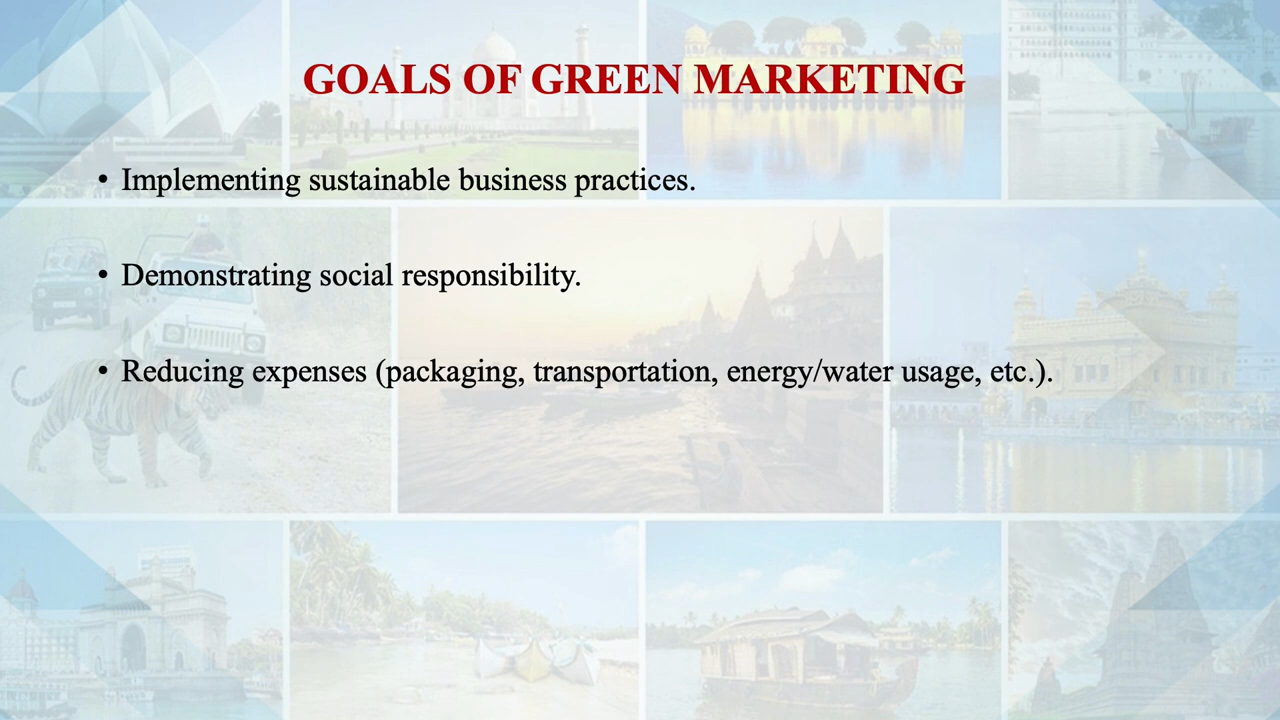 GOALS OF GREEN MARKETING
• Implementing sustainable business practices.
• Demonstrating social responsibility.
• Reducing expenses (packaging, transportation, energy/water usage, etc.).